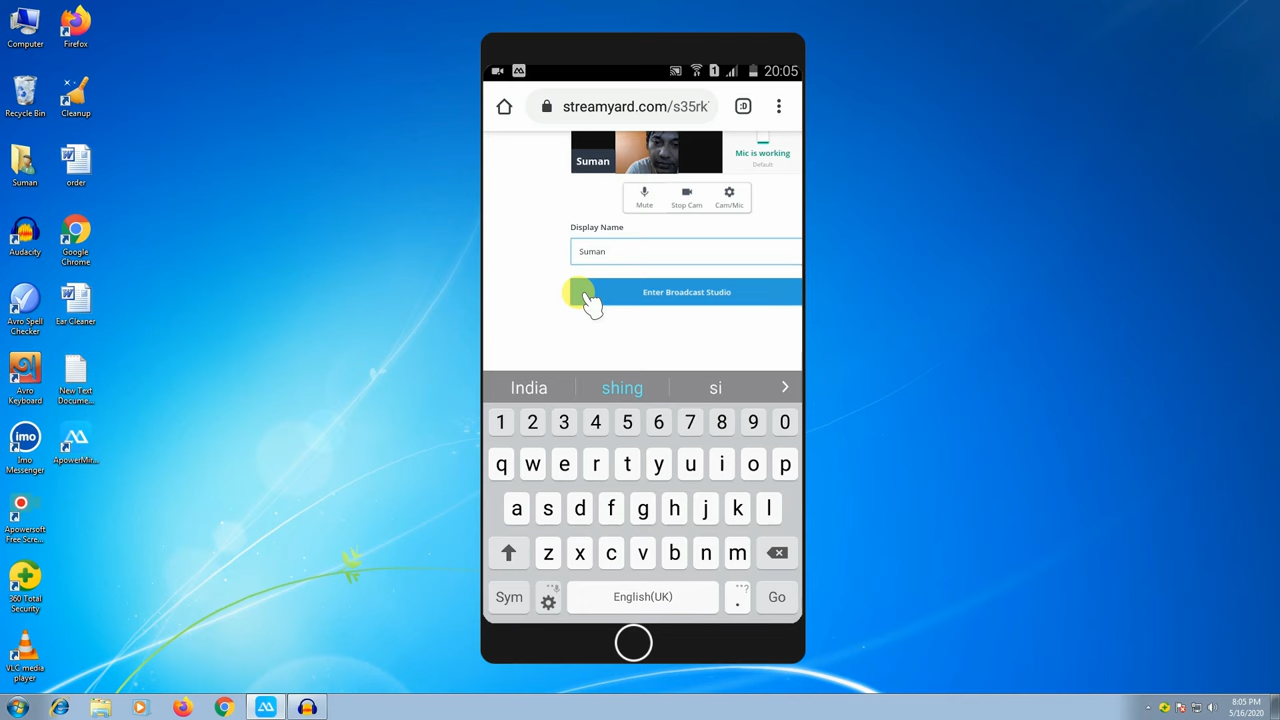 Computer
Firefox
Recycle Bin
Cleanup
Suman
order
Audacity
Google
Chrome
Avro Spell
Checker
Ear Cleaner
Avro
Keyboard
New Text
Docume...
Imo
Messenger
ApowerMir...
Apowersoft
Free Scree...
360 Total
Security
VLC media
player
1
20:05
streamyard.com/s35rk
:D
Suman
Mic is working
Default
Mute
Stop Cam
Cam/Mic
Display Name
Suman
Enter Broadcast Studio
India
shing
si
1 2 3 4 5 6 7 8 9 0
q w e r t y u i o p
a s d f g h j k l
z x c v b n m
Sym
English(UK)
.
Go
8:05 PM
5/16/2020